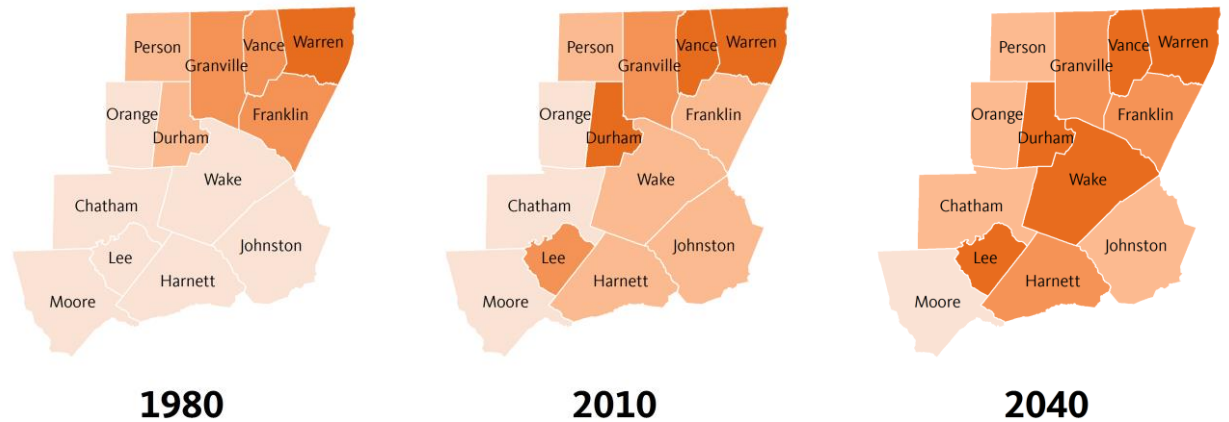 Person
Granville
Vance
Warren
Orange
Durham
Franklin
Wake
Chatham
Lee
Johnston
Harnett
Moore
1980
Person
Granville
Vance
Warren
Orange
Durham
Franklin
Wake
Chatham
Lee
Johnston
Harnett
Moore
2010
Person
Granville
Vance
Warren
Orange
Durham
Franklin
Wake
Chatham
Lee
Johnston
Harnett
Moore
2040